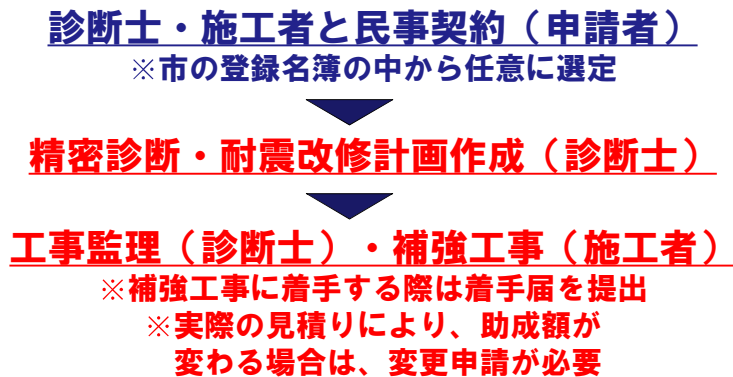 診断士・施工者と民事契約（申請者）
※市の登録名簿の中から任意に選定
精密診断・耐震改修計画作成（診断士）
工事監理（診断士）・補強工事（施工者）
※補強工事に着手する際は着手届を提出
※実際の見積りにより、助成額が
変わる場合は、変更申請が必要